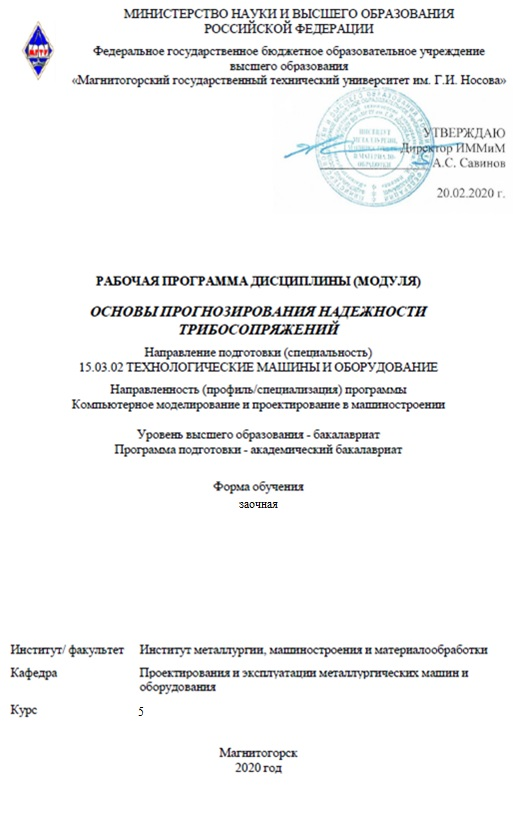 МИНИСТЕРСТВО НАУКИ И ВЫСШЕГО ОБРАЗОВАНИЯ
РОССИЙСКОЙ ФЕДЕРАЦИИ
Федеральное государственное бюджетное образовательное учреждение
высшего образования
«Магнитогорский государственный технический университет им. Г.И. Носова»
УТВЕРЖДАЮ
Директор ИММиМ
А.С. Савинов
20.02.2020 г.
РАБОЧАЯ ПРОГРАММА ДИСЦИПЛИНЫ (МОДУЛЯ)
ОСНОВЫ ПРОГНОЗИРОВАНИЯ НАДЕЖНОСТИ
ТРИБОСОПРЯЖЕНИЙ
Направление подготовки (специальность)
15.03.02 ТЕХНОЛОГИЧЕСКИЕ МАШИНЫ И ОБОРУДОВАНИЕ
Направленность (профиль/специализация) программы
Компьютерное моделирование и проектирование в машиностроении
Уровень высшего образования - бакалавриат
Программа подготовки - академический бакалавриат
Форма обучения
заочная
Институт/ факультет Институт металлургии, машиностроения и материалообработки
Кафедра Проектирования и эксплуатации металлургических машин и
оборудования
Курс 5
Магнитогорск
2020 год